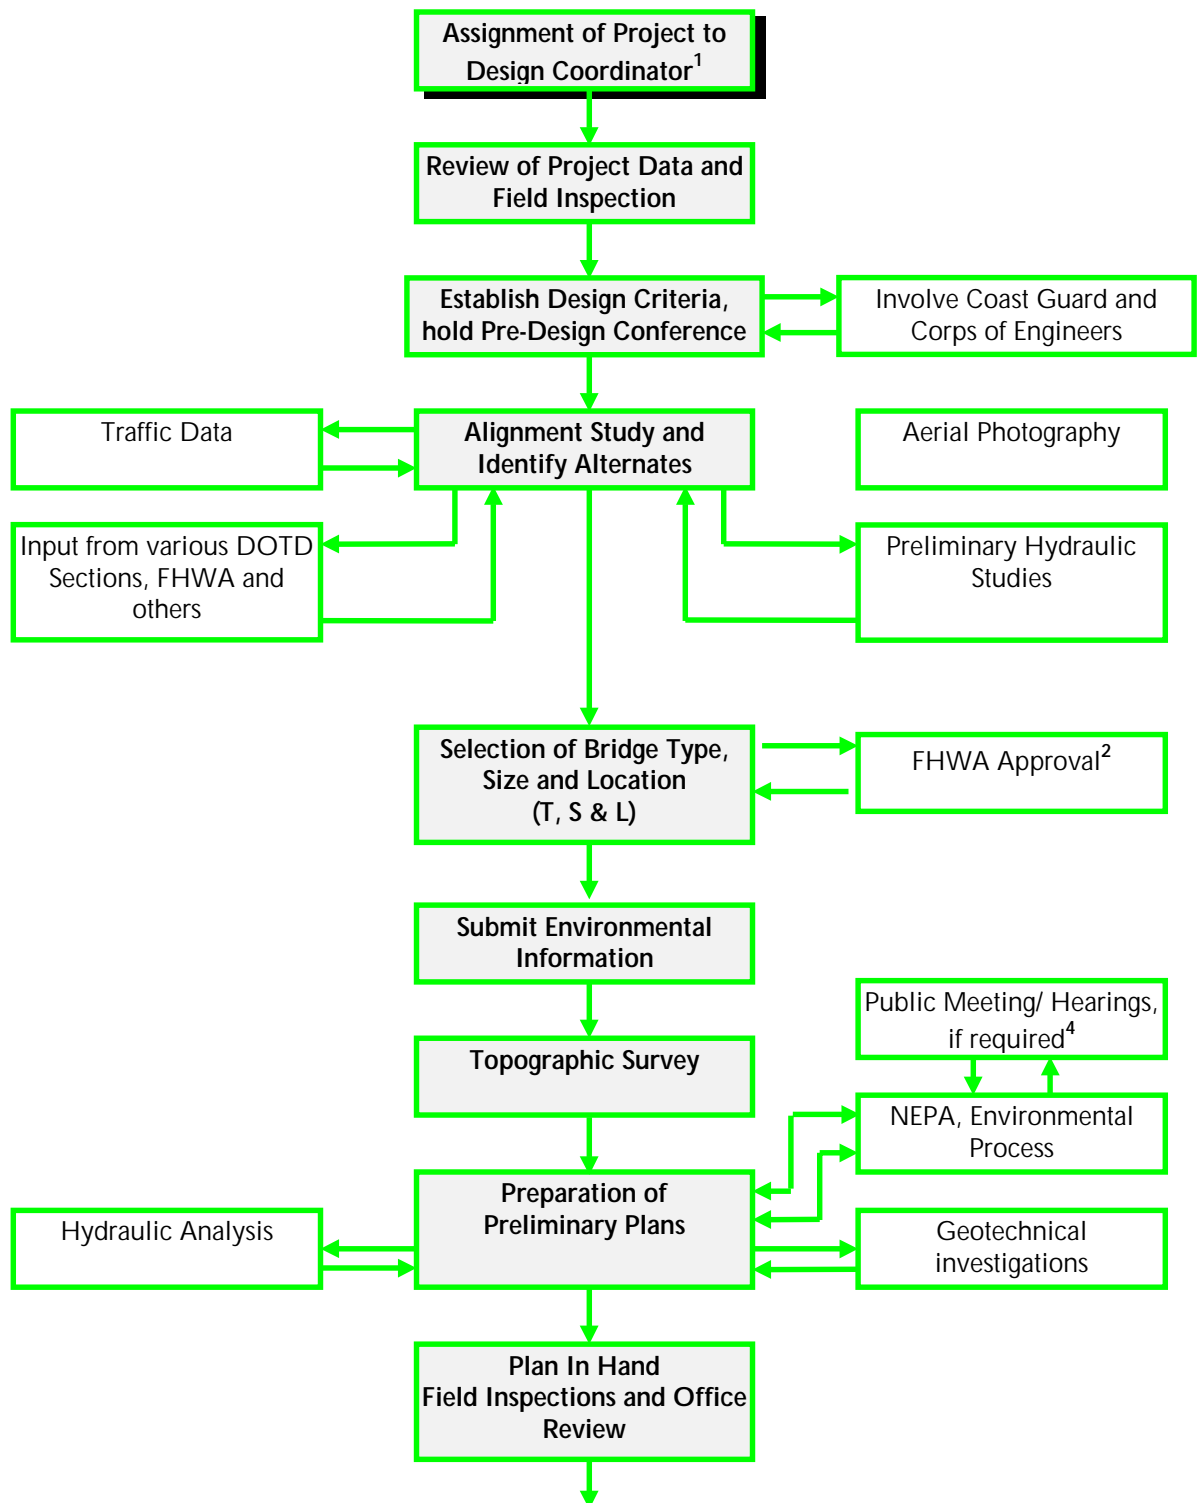 Assignment of Project to
Design Coordinator1
Review of Project Data and
Field Inspection
Establish Design Criteria,
hold Pre-Design Conference
Involve Coast Guard and
Corps of Engineers
Traffic Data
Alignment Study and
Identify Alternates
Aerial Photography
Input from various DOTD
Sections, FHWA and
others
Preliminary Hydraulic
Studies
Selection of Bridge Type,
Size and Location
(T, S & L)
FHWA Approval2
Submit Environmental
Information
Topographic Survey
Public Meeting/ Hearings,
if required4
NEPA, Environmental
Process
Preparation of
Preliminary Plans
Hydraulic Analysis
Geotechnical
investigations
Plan In Hand
Field Inspections and Office
Review